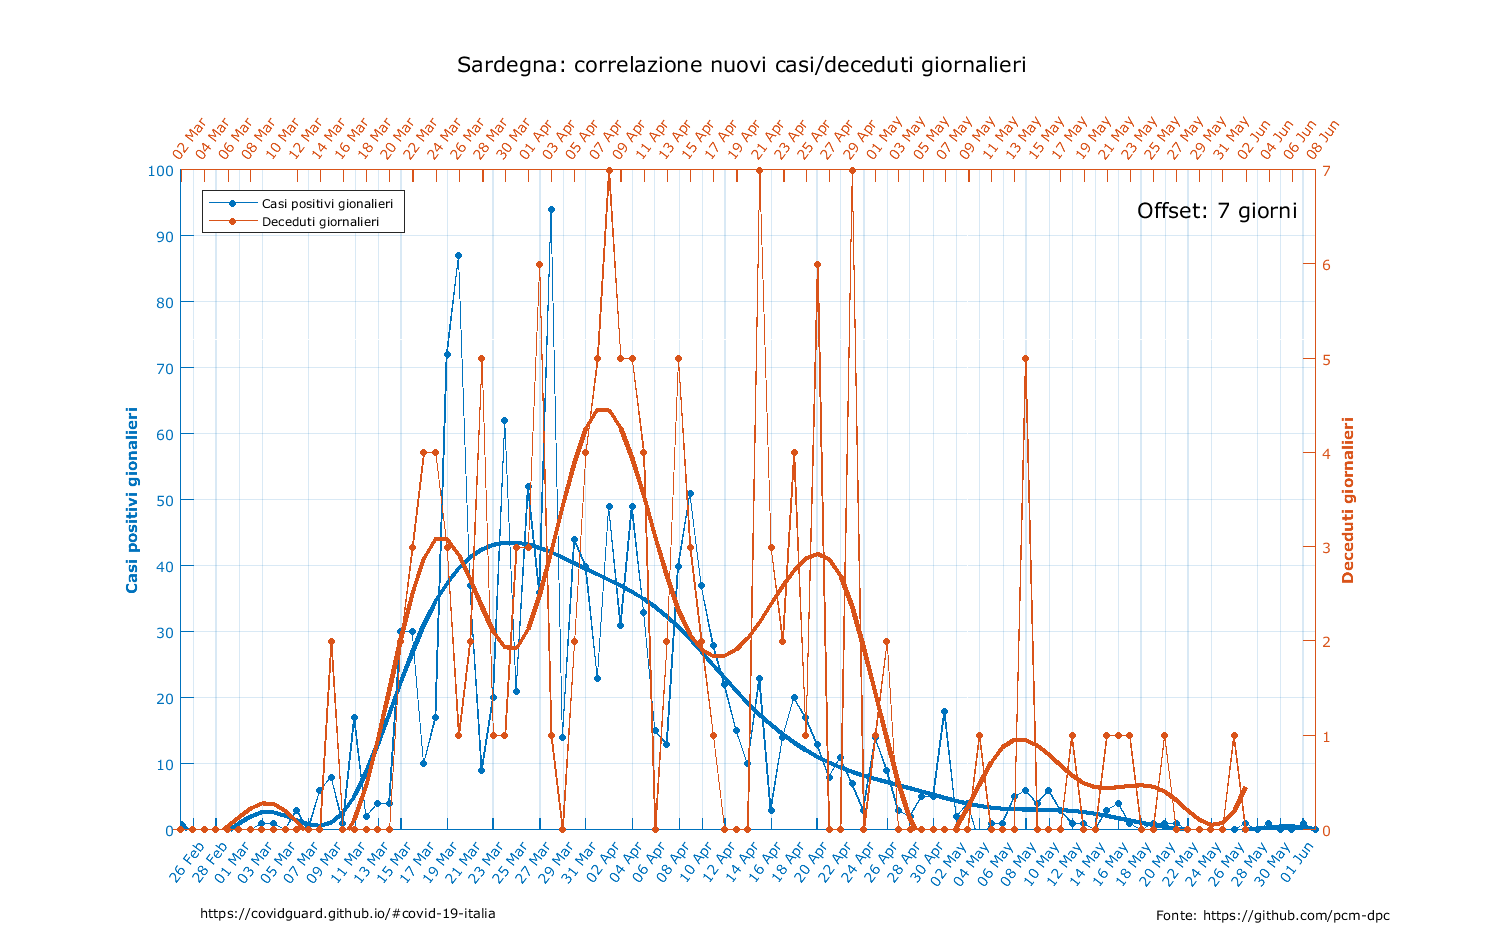 Sardegna: correlazione nuovi casi/deceduti giornalieri
02 Mar 04 Mar 06 Mar 08 Mar 10 Mar 12 Mar 14 Mar 16 Mar 18 Mar 20 Mar 22 Mar 24 Mar 26 Mar 28 Mar 30 Mar 01 Apr 03 Apr 05 Apr 07 Apr 09 Apr 11 Apr 13 Apr 15 Apr 17 Apr 19 Apr 21 Apr 23 Apr 25 Apr 27 Apr 29 Apr 01 May 03 May 05 May 07 May 09 May 11 May 13 May 15 May 17 May 19 May 21 May 23 May 25 May 27 May 29 May 31 May 02 Jun 04 Jun 06 Jun 08 Jun
Casi positivi gionalieri
Deceduti giornalieri
Offset: 7 giorni
100
90
80
70
60
50
40
30
20
10
0
Casi positivi gionalieri
7
6
5
4
3
2
1
0
Deceduti giornalieri
26 Feb 28 Feb 01 Mar 03 Mar 05 Mar 07 Mar 09 Mar 11 Mar 13 Mar 15 Mar 17 Mar 19 Mar 21 Mar 23 Mar 25 Mar 27 Mar 29 Mar 31 Mar 02 Apr 04 Apr 06 Apr 08 Apr 10 Apr 12 Apr 14 Apr 16 Apr 18 Apr 20 Apr 22 Apr 24 Apr 26 Apr 28 Apr 30 Apr 02 May 04 May 06 May 08 May 10 May 12 May 14 May 16 May 18 May 20 May 22 May 24 May 26 May 28 May 30 May 01 Jun
https://covidguard.github.io/#covid-19-italia
Fonte: https://github.com/pcm-dpc